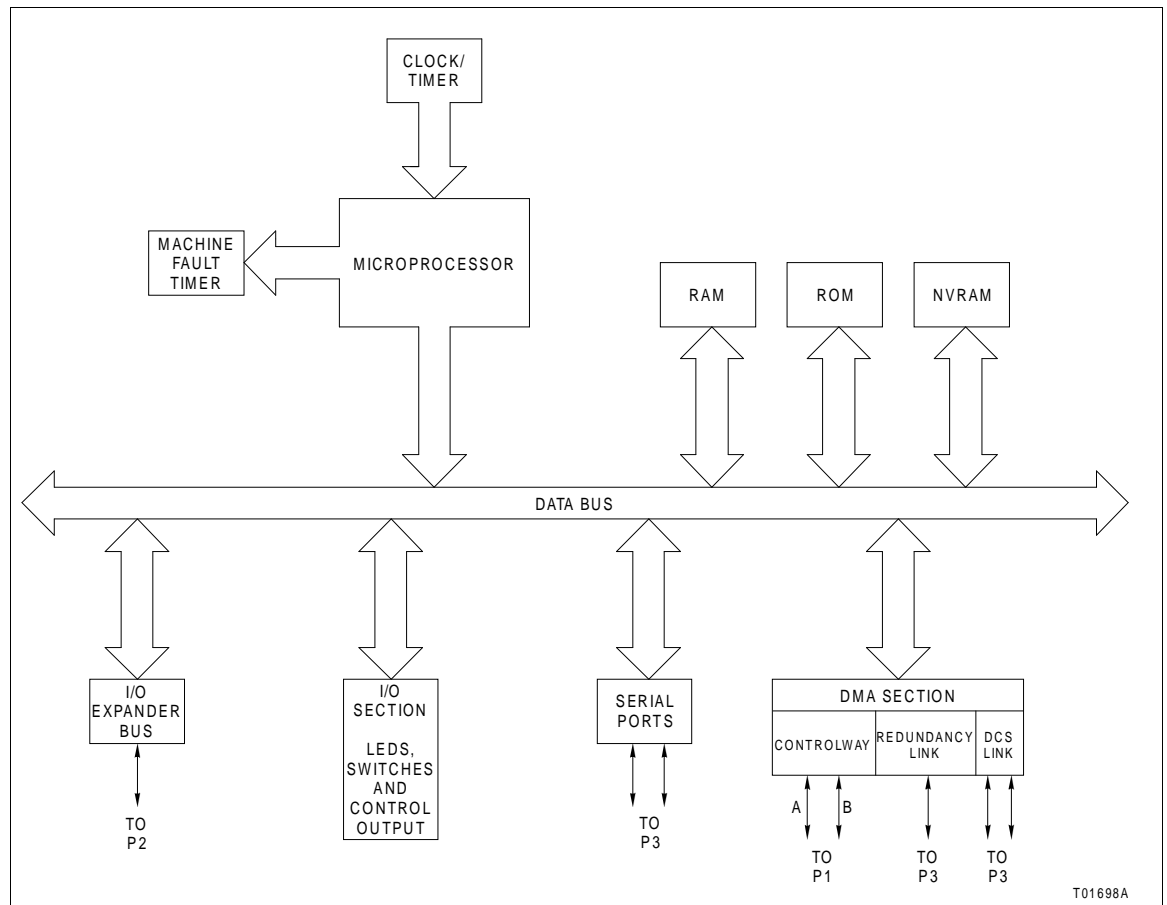 CLOCK/
TIMER
MACHINE
FAULT
TIMER
MICROPROCESSOR
RAM
ROM
NVRAM
DATA BUS
I/O
EXPANDER
BUS
TO
P2
I/O
SECTION
LEDS,
SWITCHES
AND
CONTROL
OUTPUT
SERIAL
PORTS
TO
P3
DMA SECTION
CONTROLWAY
REDUNDANCY
LINK
DCS
LINK
A
B
TO
P1
TO
P3
TO
P3
T01698A